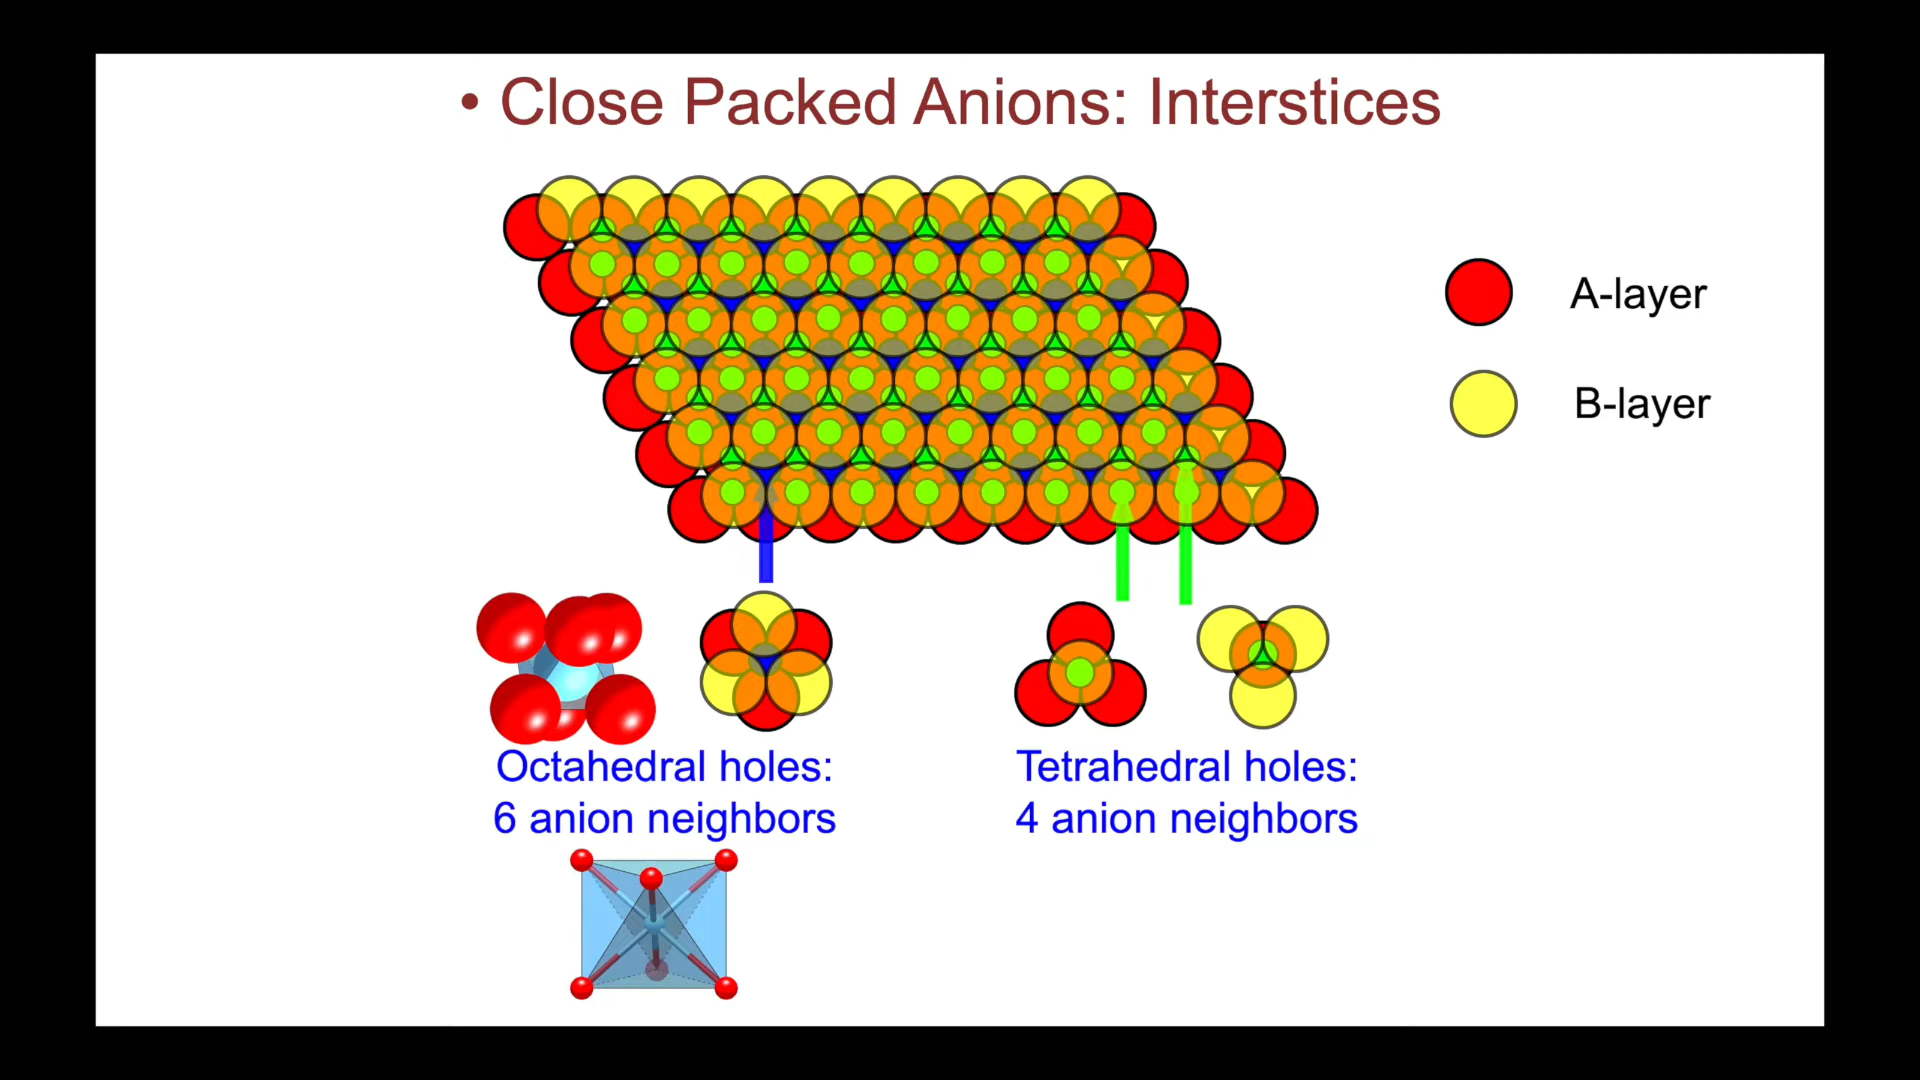 • Close Packed Anions: Interstices
A-layer
B-layer
Octahedral holes:
6 anion neighbors
Tetrahedral holes:
4 anion neighbors